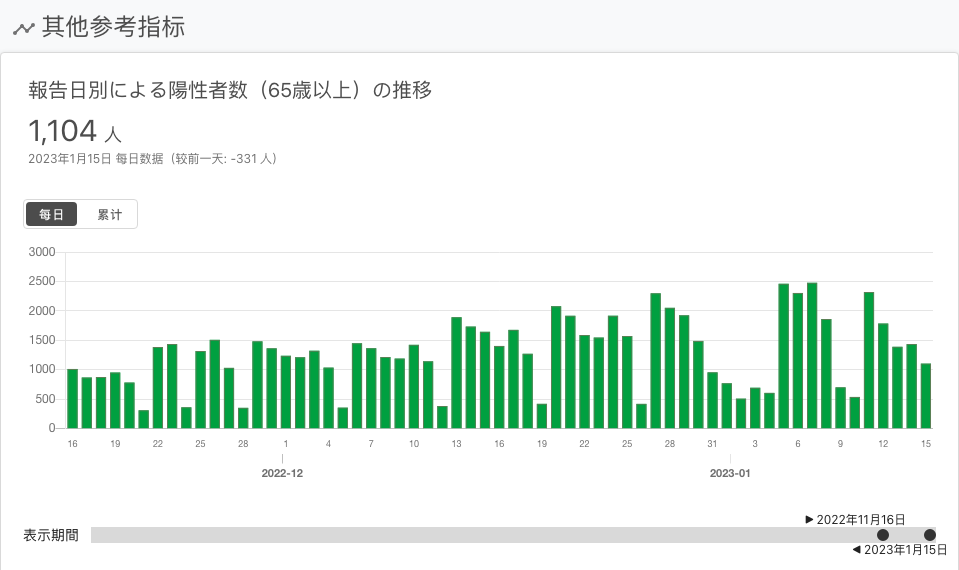 其他参考指标
報告日別による陽性者数（65歳以上）の推移
1,104 人
2023年1月15日 每日数据（较前一天: -331 人）
每日 累计
3000
2500
2000
1500
1000
500
0
16 19 22 25 28 1 4 7 10 13 16 19 22 25 28 31 3 6 9 12 15
2022-12 2023-01
▶ 2022年11月16日
表示期間
◀ 2023年1月15日